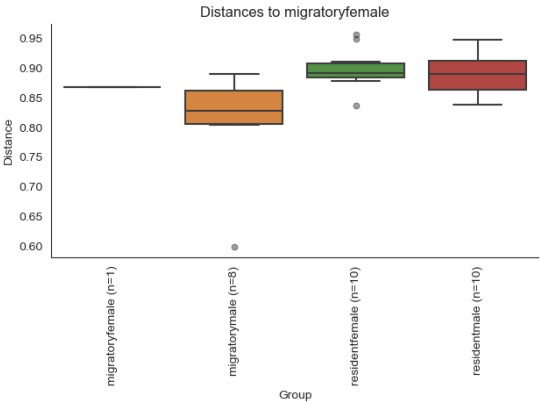 Distances to migratoryfemale
Distance
0.95
0.90
0.85
0.80
0.75
0.70
0.65
0.60
migratoryfemale (n=1)
migratorymale (n=8)
residentfemale (n=10)
residentmale (n=10)
Group